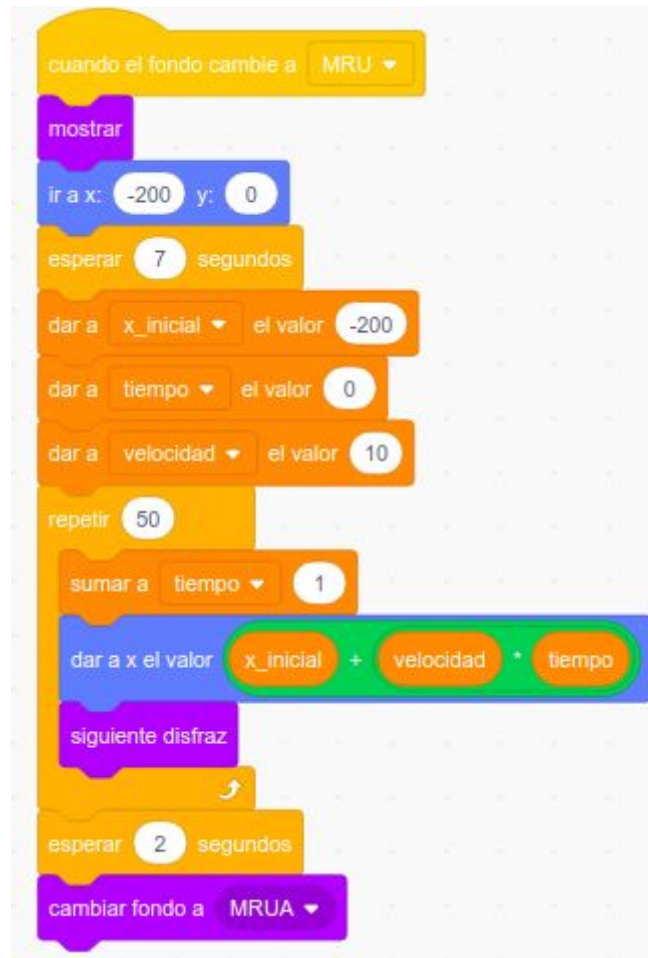 cuando el fondo cambie a MRU
mostrar
ir a x: -200 y: 0
esperar 7 segundos
dar a x_inicial el valor -200
dar a tiempo el valor 0
dar a velocidad el valor 10
repetir 50
sumar a tiempo 1
dar a x el valor x_inicial + velocidad * tiempo
siguiente disfraz
esperar 2 segundos
cambiar fondo a MRUA